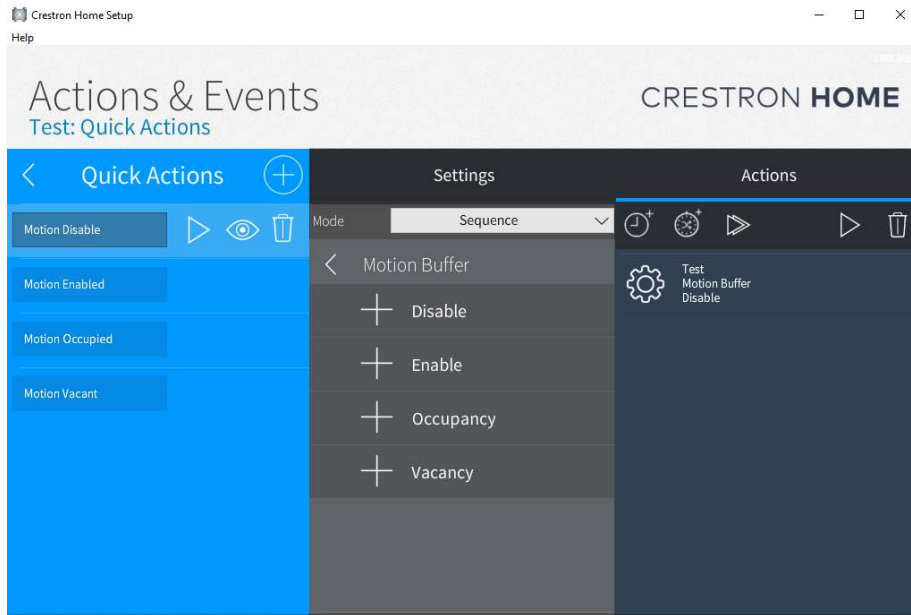 Crestron Home Setup
Help
Actions & Events
CRESTRON HOME
Test: Quick Actions
Quick Actions
Settings
Actions
Motion Disable
Mode
Sequence
Motion Enabled
Motion Buffer
Test
Motion Buffer
Disable
Disable
Motion Occupied
Enable
Motion Vacant
Occupancy
Vacancy